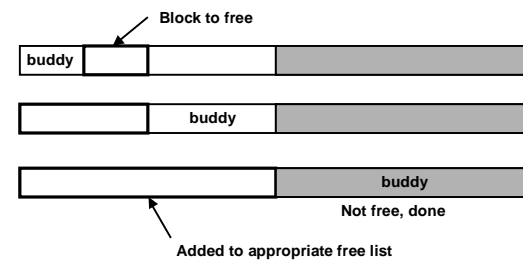 Block to free
buddy
buddy
buddy
Not free, done
Added to appropriate free list